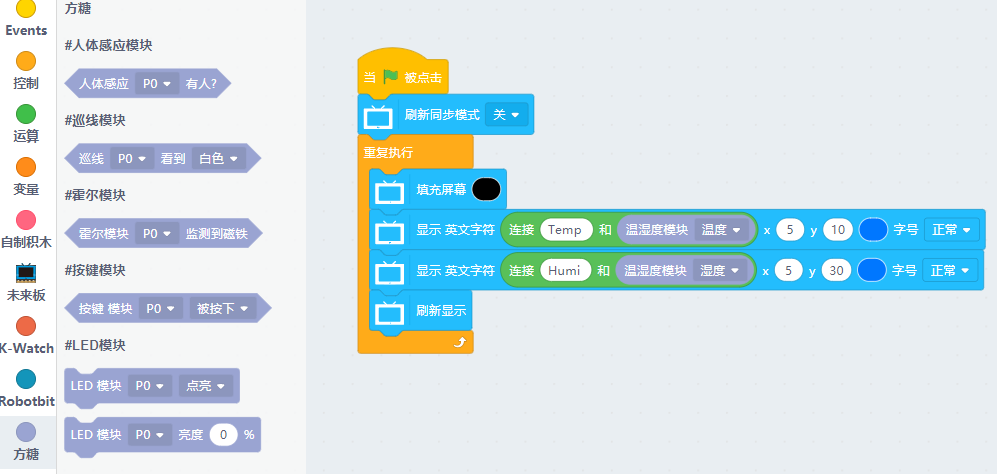 Events
控制
运算
变量
自制积木
未来板
K-Watch
Robotbit
方糖
方糖
#人体感应模块
人体感应 P0 有人?
#巡线模块
巡线 P0 看到 白色
#霍尔模块
霍尔模块 P0 监测到磁铁
#按键模块
按键 模块 P0 被按下
#LED模块
LED 模块 P0 点亮
LED 模块 P0 亮度 0 %
当 被点击
刷新同步模式 关
重复执行
填充屏幕
显示 英文字符 连接 Temp 和 温湿度模块 温度 x 5 y 10 字号 正常
显示 英文字符 连接 Humi 和 温湿度模块 湿度 x 5 y 30 字号 正常
刷新显示